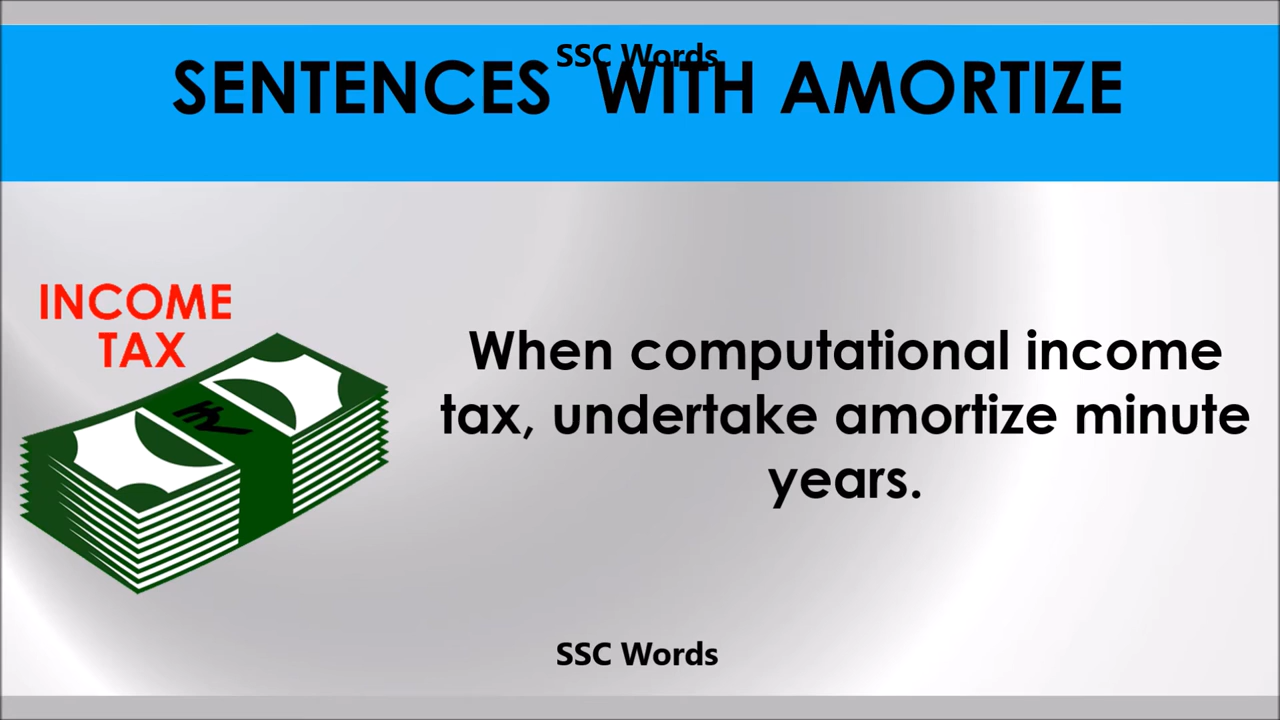 SSC Words
SENTENCES WITH AMORTIZE
INCOME
TAX
When computational income
tax, undertake amortize minute
years.
SSC Words